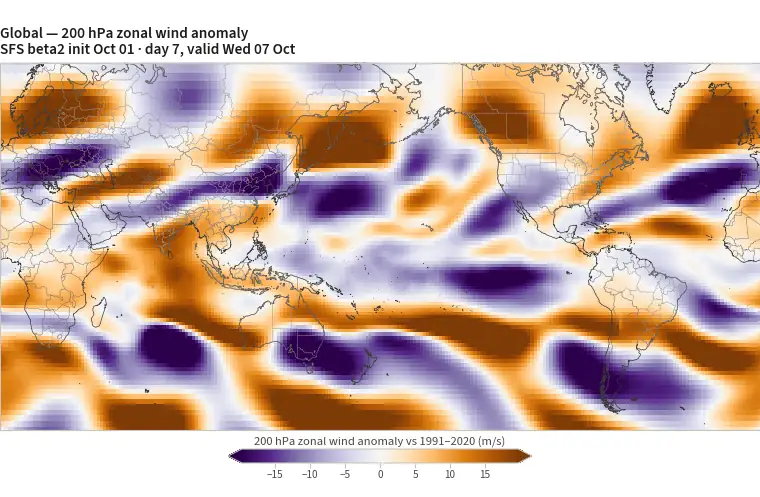 Global — 200 hPa zonal wind anomaly
SFS beta2 init Oct 01 · day 7, valid Wed 07 Oct
200 hPa zonal wind anomaly vs 1991–2020 (m/s)
−15 −10 −5 0 5 10 15